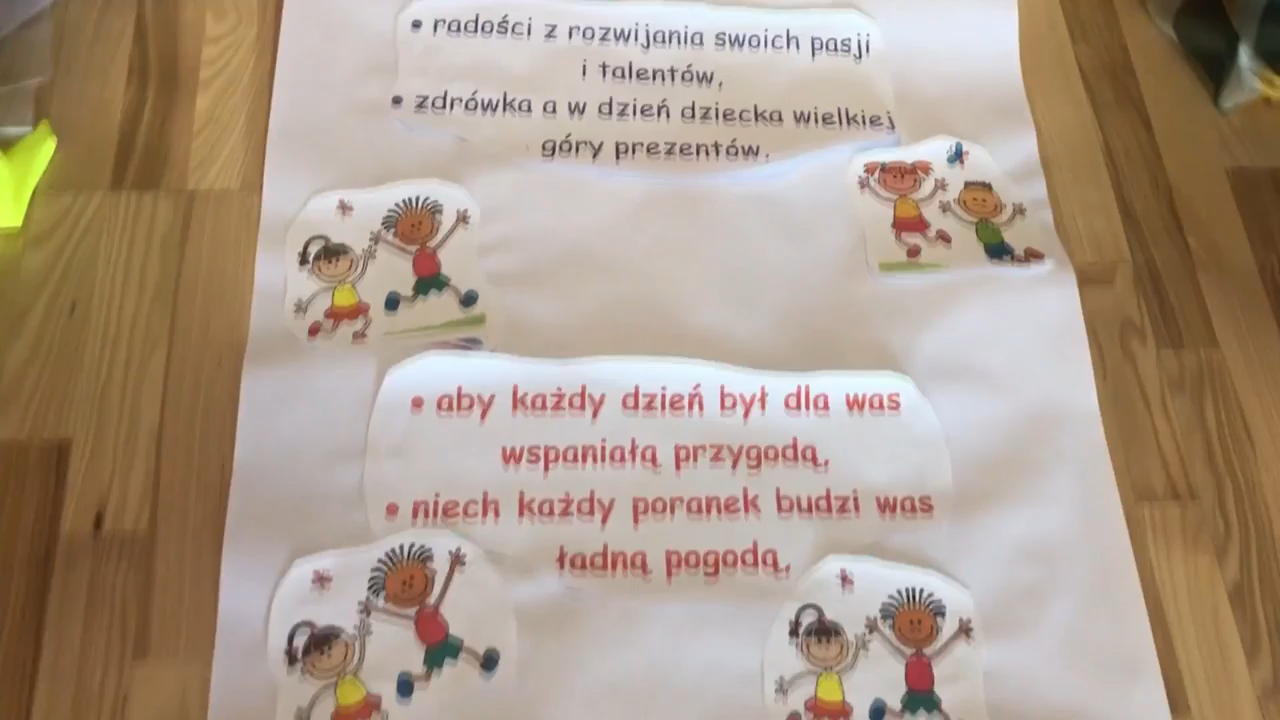 • radości z rozwijania swoich pasji
i talentów,
• zdrówka a w dzień dziecka wielkiej
góry prezentów,
• aby każdy dzień był dla was
wspaniałą przygodą,
• niech każdy poranek budzi was
ładną pogodą,